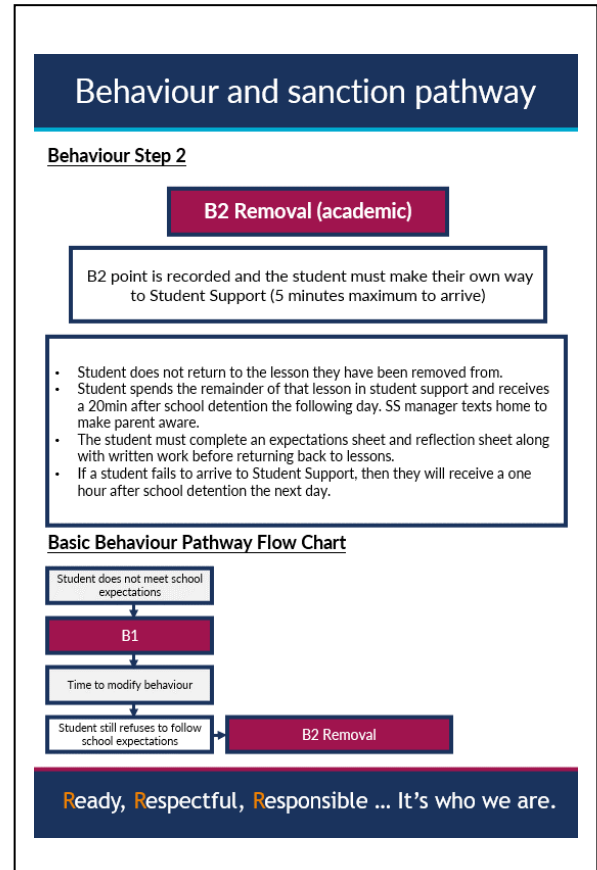 Behaviour and sanction pathway
Behaviour Step 2
B2 Removal (academic)
B2 point is recorded and the student must make their own way
to Student Support (5 minutes maximum to arrive)
• Student does not return to the lesson they have been removed from.
• Student spends the remainder of that lesson in student support and receives
a 20min after school detention the following day. SS manager texts home to
make parent aware.
• The student must complete an expectations sheet and reflection sheet along
with written work before returning back to lessons.
• If a student fails to arrive to Student Support, then they will receive a one
hour after school detention the next day.
Basic Behaviour Pathway Flow Chart
Student does not meet school
expectations
B1
Time to modify behaviour
Student still refuses to follow
school expectations
B2 Removal
Ready, Respectful, Responsible ... It's who we are.